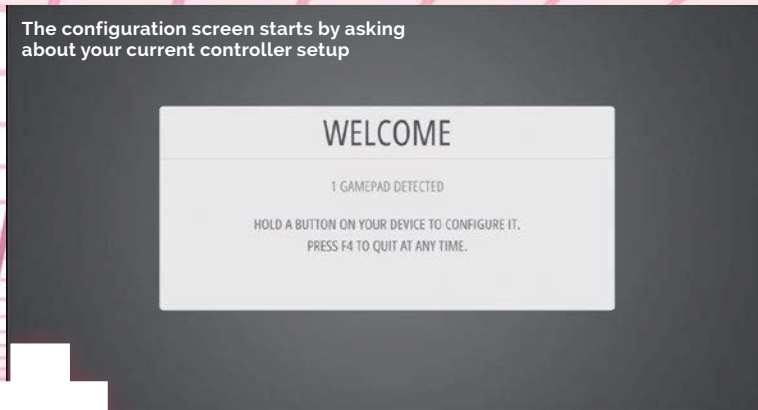 The configuration screen starts by asking
about your current controller setup
WELCOME
1 GAMEPAD DETECTED
HOLD A BUTTON ON YOUR DEVICE TO CONFIGURE IT.
PRESS F4 TO QUIT AT ANY TIME.